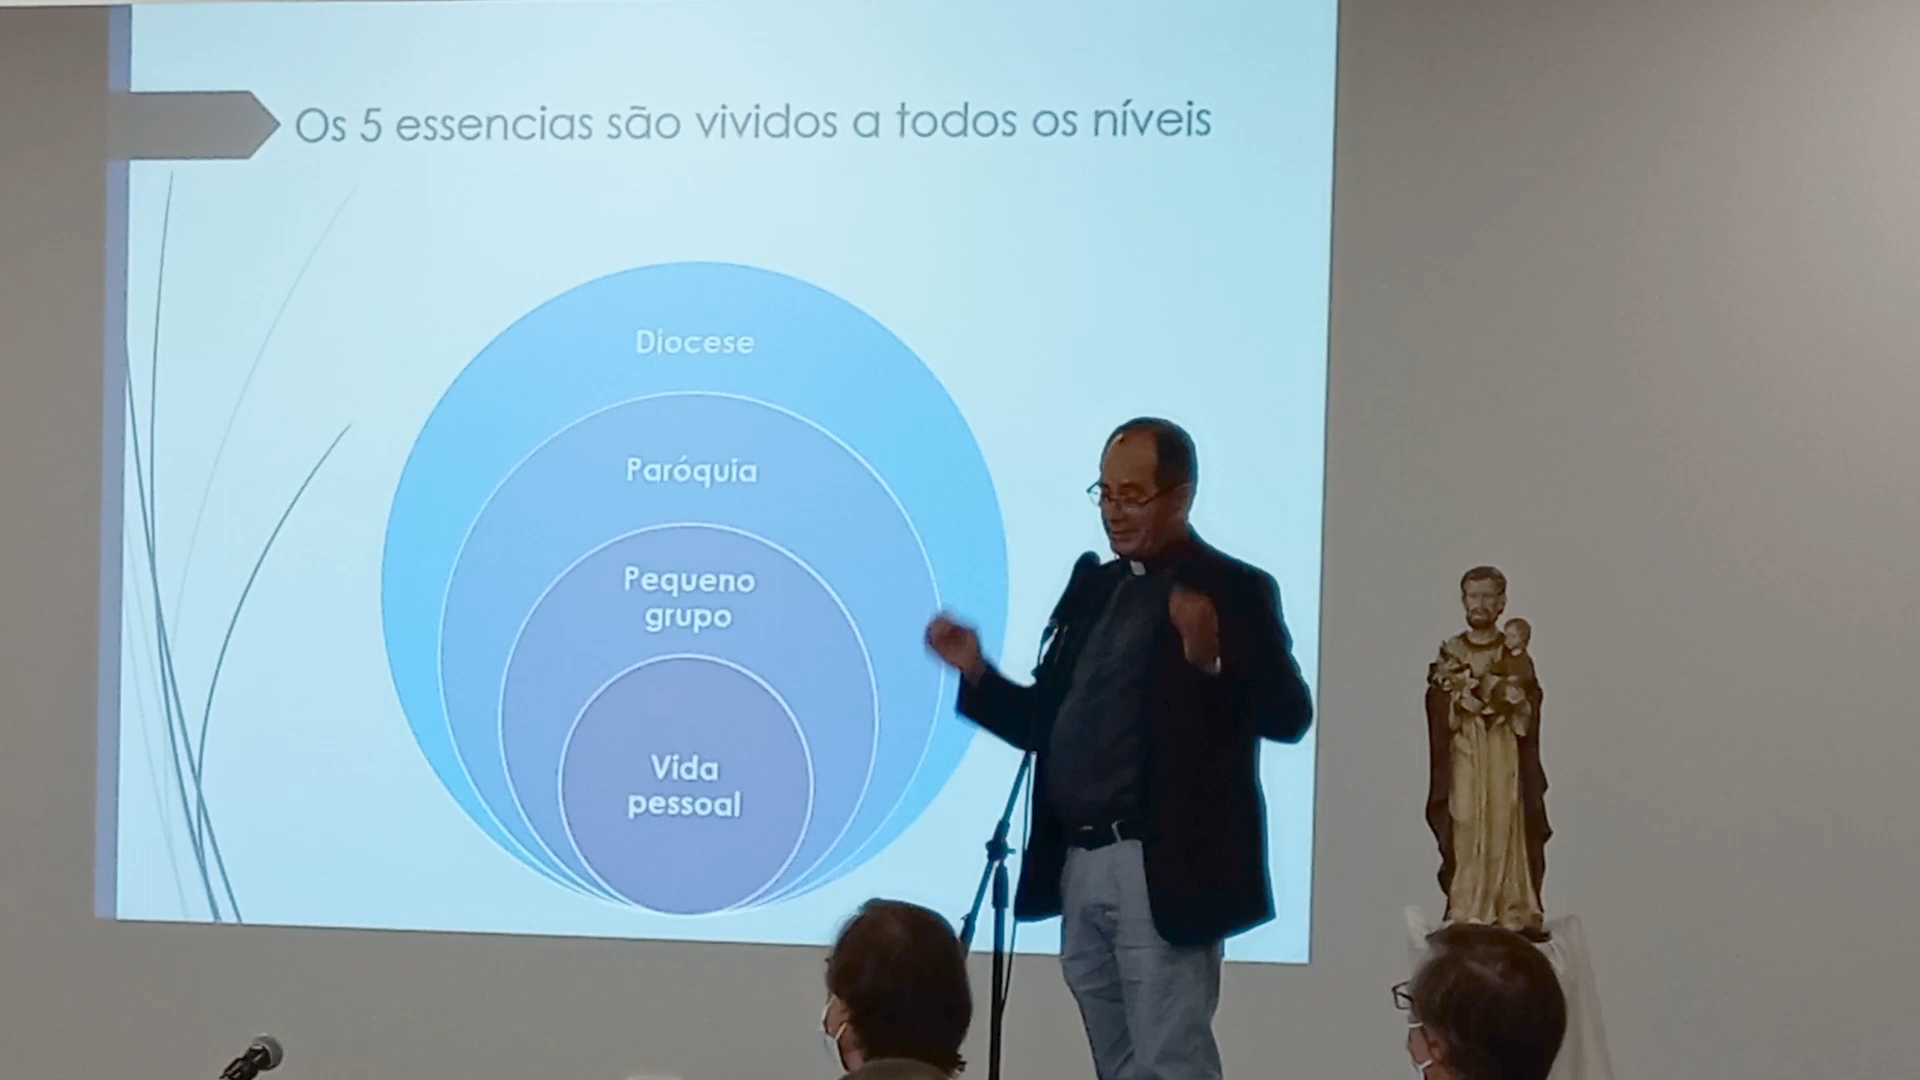 Os 5 essencias são vividos a todos os níveis
Diocese
Paróquia
Pequeno
grupo
Vida
pessoal